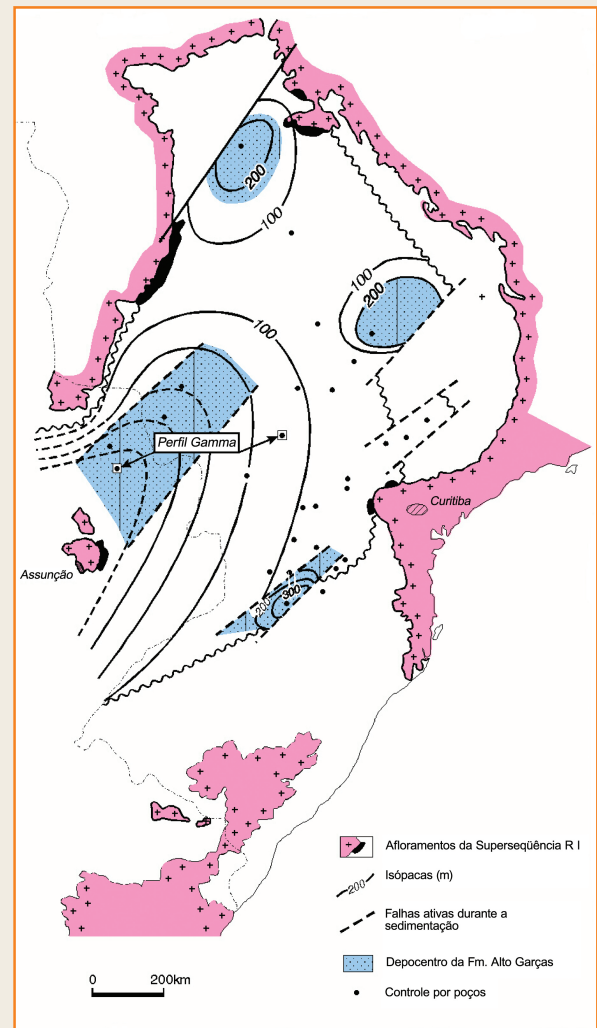 200
100
100
200
100
Perfil Gamma
Curitiba
Assunção
200
300
Afloramentos da Superseqüência R I
200
Isópacas (m)
Falhas ativas durante a
sedimentação
Depocentro da Fm. Alto Garças
Controle por poços
0 200km